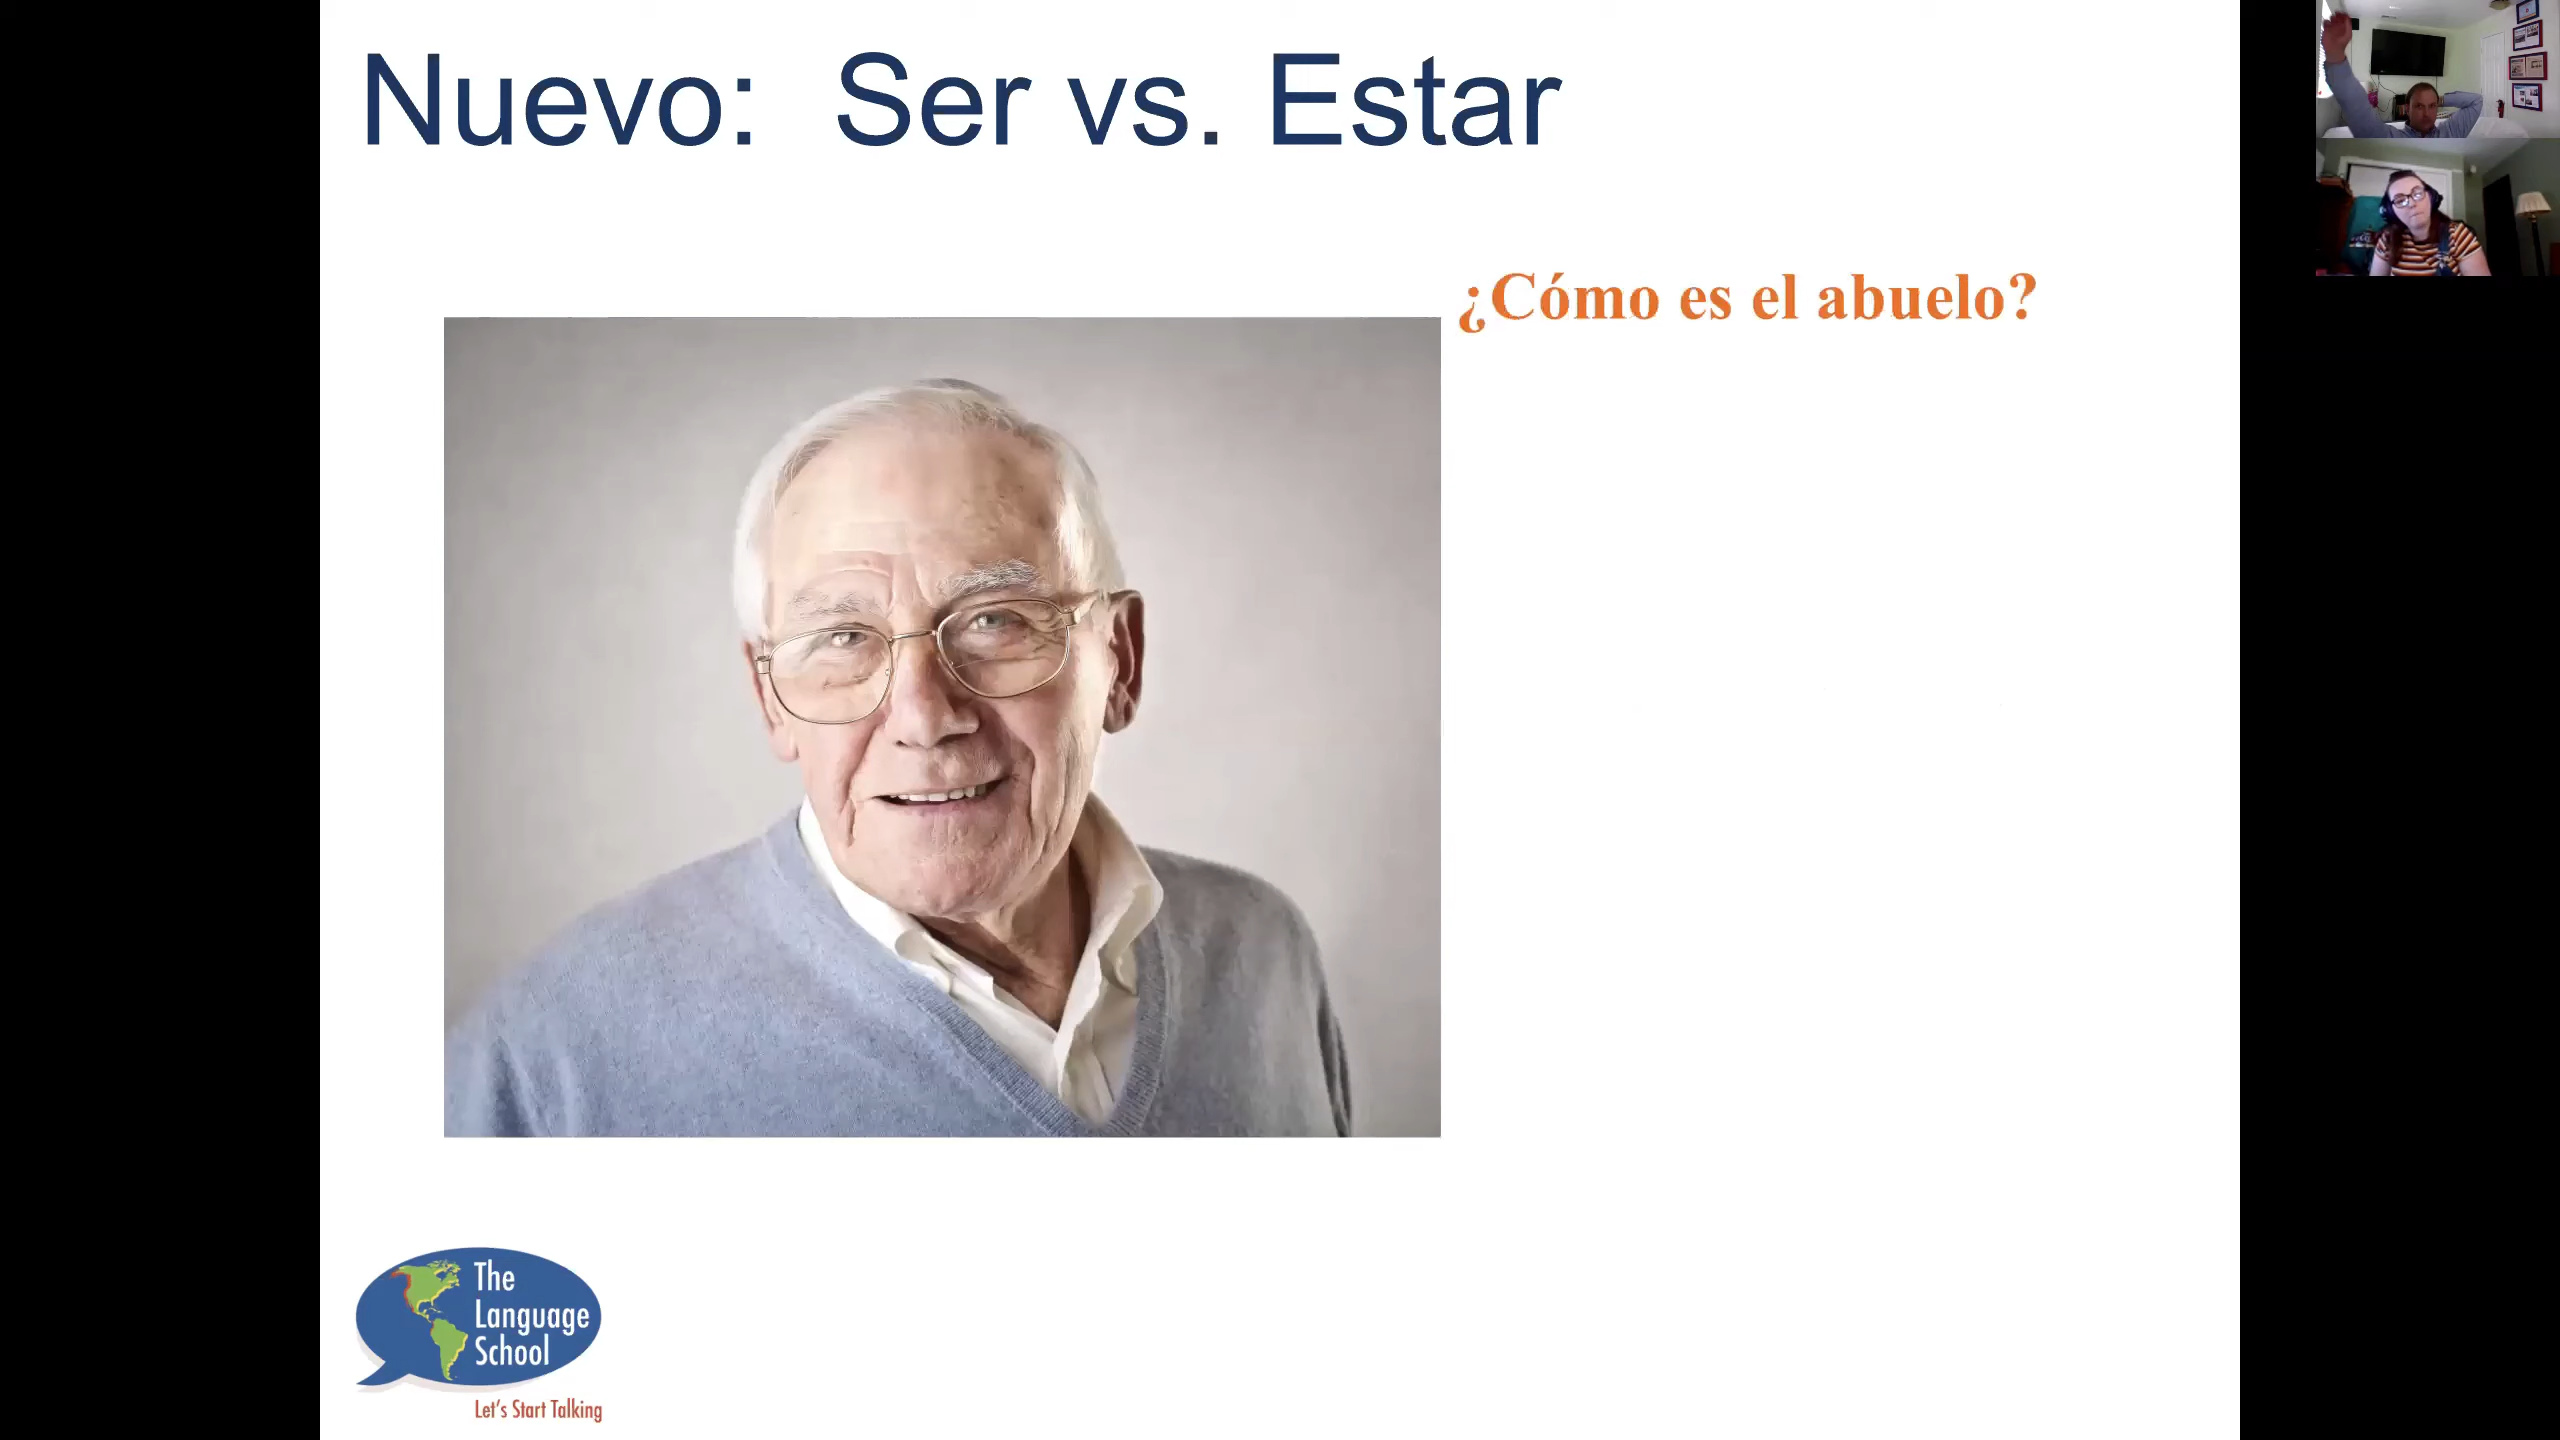 Nuevo: Ser vs. Estar
¿Cómo es el abuelo?
The
Language
School
Let's Start Talking